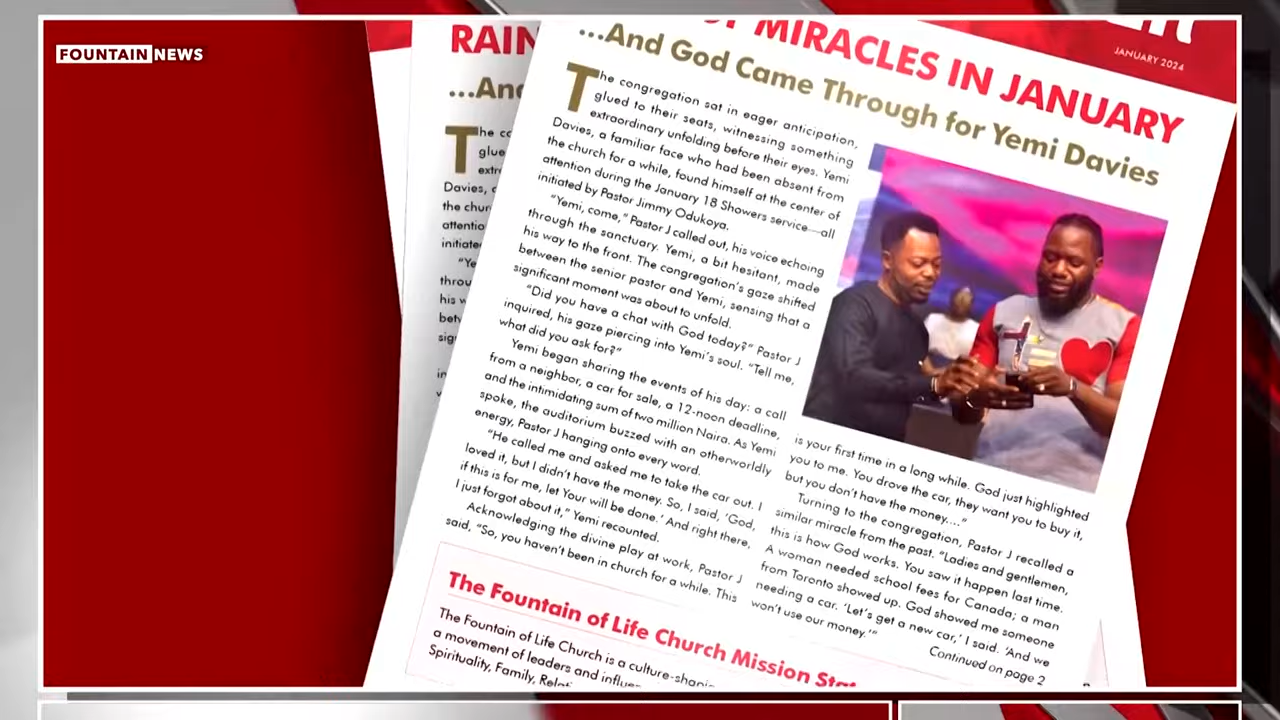 FOUNTAIN NEWS
MIRACLES IN JANUARY
JANUARY 2024
...And God Came Through for Yemi Davies
The congregation sat in eager anticipation,
glued to their seats, witnessing something
extraordinary unfolding before their eyes. Yemi
Davies, a familiar face who had been absent from
the church for a while, found himself at the center of
attention during the January 18 Showers service—all
initiated by Pastor Jimmy Odukoya.
"Yemi, come," Pastor J called out, his voice echoing
through the sanctuary. Yemi, a bit hesitant, made
his way to the front. The congregation's gaze shifted
between the senior pastor and Yemi, sensing that a
significant moment was about to unfold.
"Did you have a chat with God today?" Pastor J
inquired, his gaze piercing into Yemi's soul. "Tell me,
what did you ask for?"
Yemi began sharing the events of his day: a call
from a neighbor, a car for sale, a 12-noon deadline,
and the intimidating sum of two million Naira. As Yemi
spoke, the auditorium buzzed with an otherworldly
energy, Pastor J hanging onto every word.
"He called me and asked me to take the car out. I
loved it, but I didn't have the money. So, I said, 'God,
if this is for me, let Your will be done.' And right there,
I just forgot about it," Yemi recounted.
Acknowledging the divine play at work, Pastor J
said, "So, you haven't been in church for a while. This
is your first time in a long while. God just highlighted
you to me. You drove the car, they want you to buy it,
but you don't have the money...."
Turning to the congregation, Pastor J recalled a
similar miracle from the past. "Ladies and gentlemen,
this is how God works. You saw it happen last time.
A woman needed school fees for Canada; a man
from Toronto showed up. God showed me someone
needing a car. 'Let's get a new car,' I said. 'And we
won't use our money.'"
Continued on page 2
The Fountain of Life Church Mission
The Fountain of Life Church is a
a movement of leaders and
Spirituality, Family,
RAIN
...And
The
glue
Davies,
the
initiate
"Ye
his